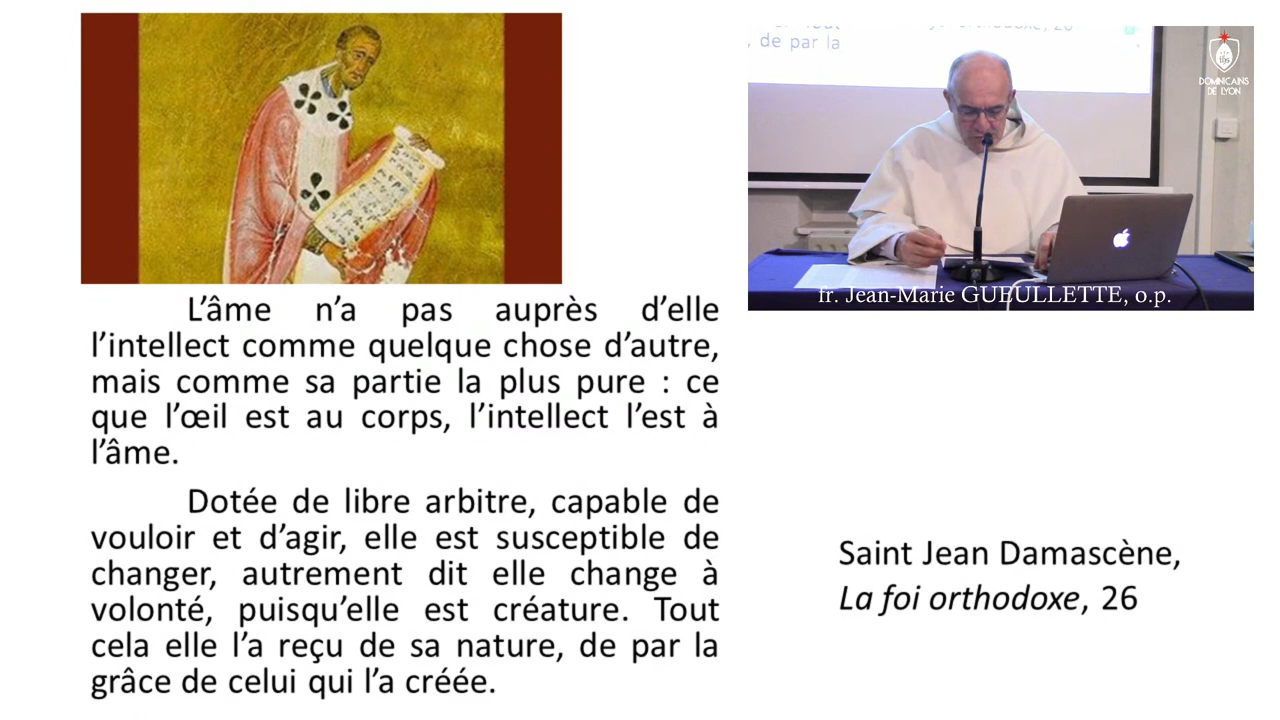 L’âme n’a pas auprès d’elle
l’intellect comme quelque chose d’autre,
mais comme sa partie la plus pure : ce
que l’œil est au corps, l’intellect l’est à
l’âme.
Dotée de libre arbitre, capable de
vouloir et d’agir, elle est susceptible de
changer, autrement dit elle change à
volonté, puisqu’elle est créature. Tout
cela elle l’a reçu de sa nature, de par la
grâce de celui qui l’a créée.
, de par la
DOMINICAINS
DE LYON
fr. Jean-Marie GUEULLETTE, o.p.
Saint Jean Damascène,
La foi orthodoxe, 26